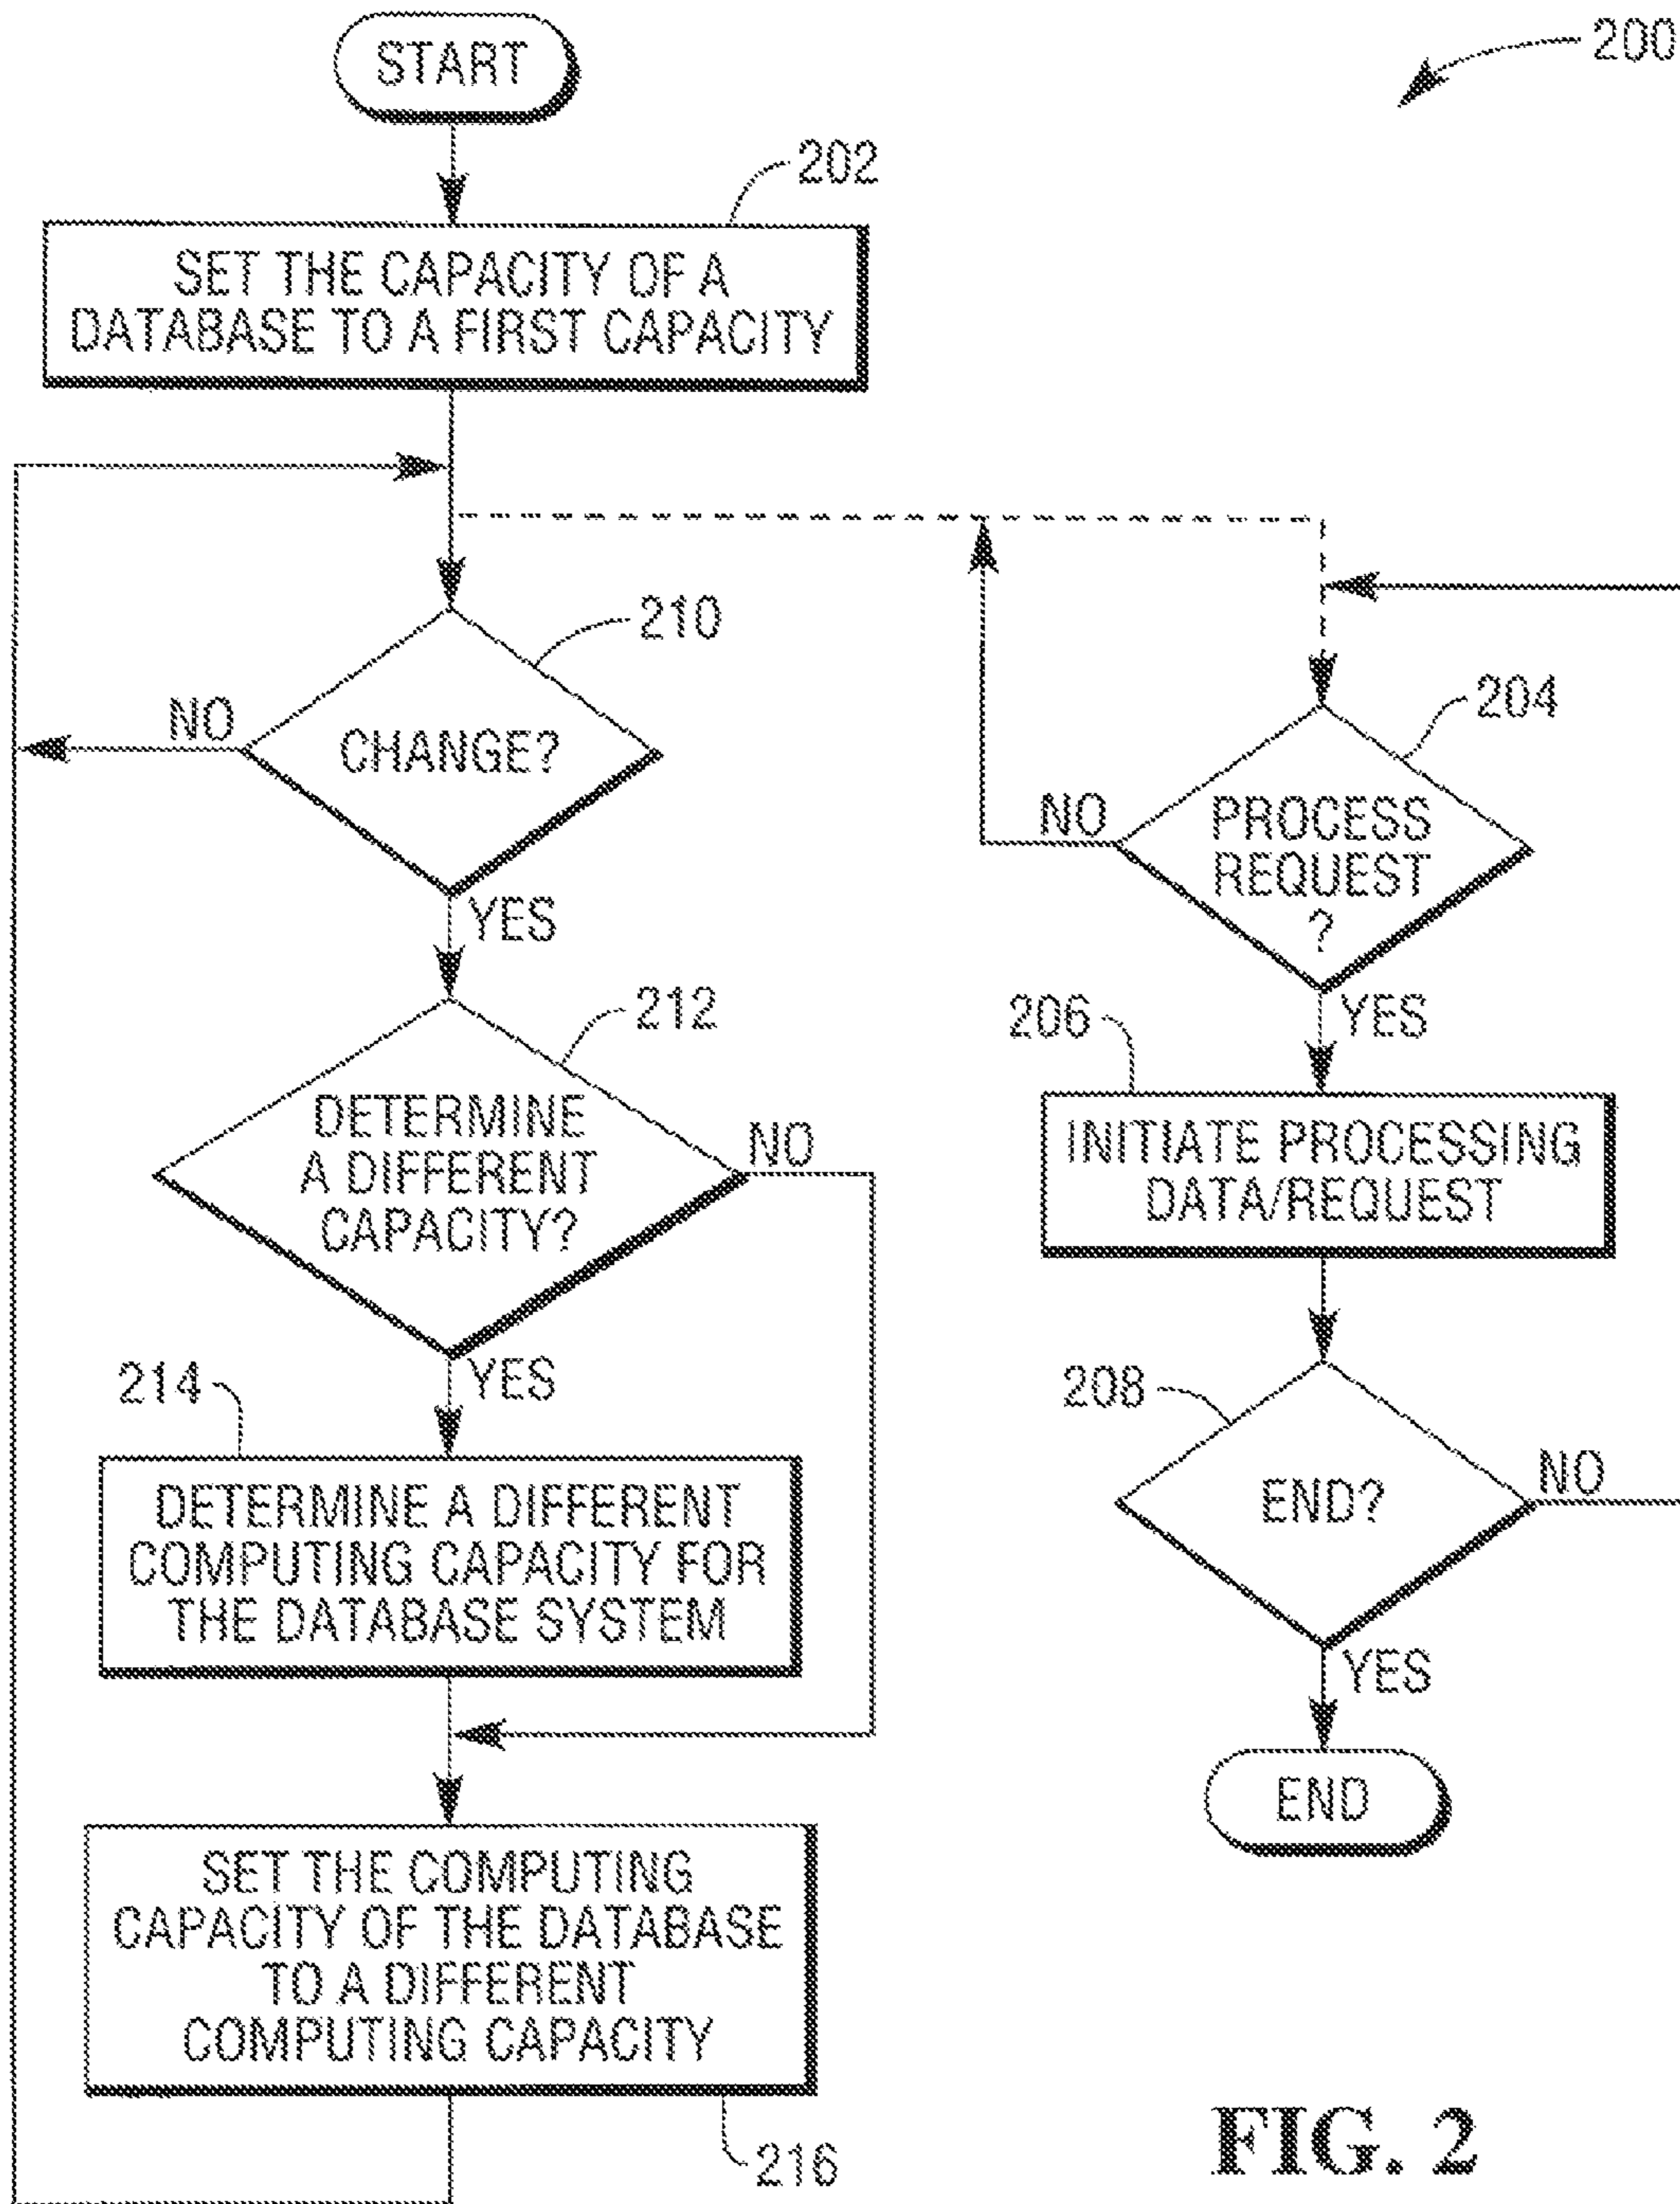 START
200
202
SET THE CAPACITY OF A
DATABASE TO A FIRST CAPACITY
210
CHANGE?
NO
YES
212
DETERMINE
A DIFFERENT
CAPACITY?
NO
YES
214
DETERMINE A DIFFERENT
COMPUTING CAPACITY FOR
THE DATABASE SYSTEM
SET THE COMPUTING
CAPACITY OF THE DATABASE
TO A DIFFERENT
COMPUTING CAPACITY
216
204
PROCESS
REQUEST
?
NO
YES
206
INITIATE PROCESSING
DATA/REQUEST
208
END?
NO
YES
END
FIG. 2